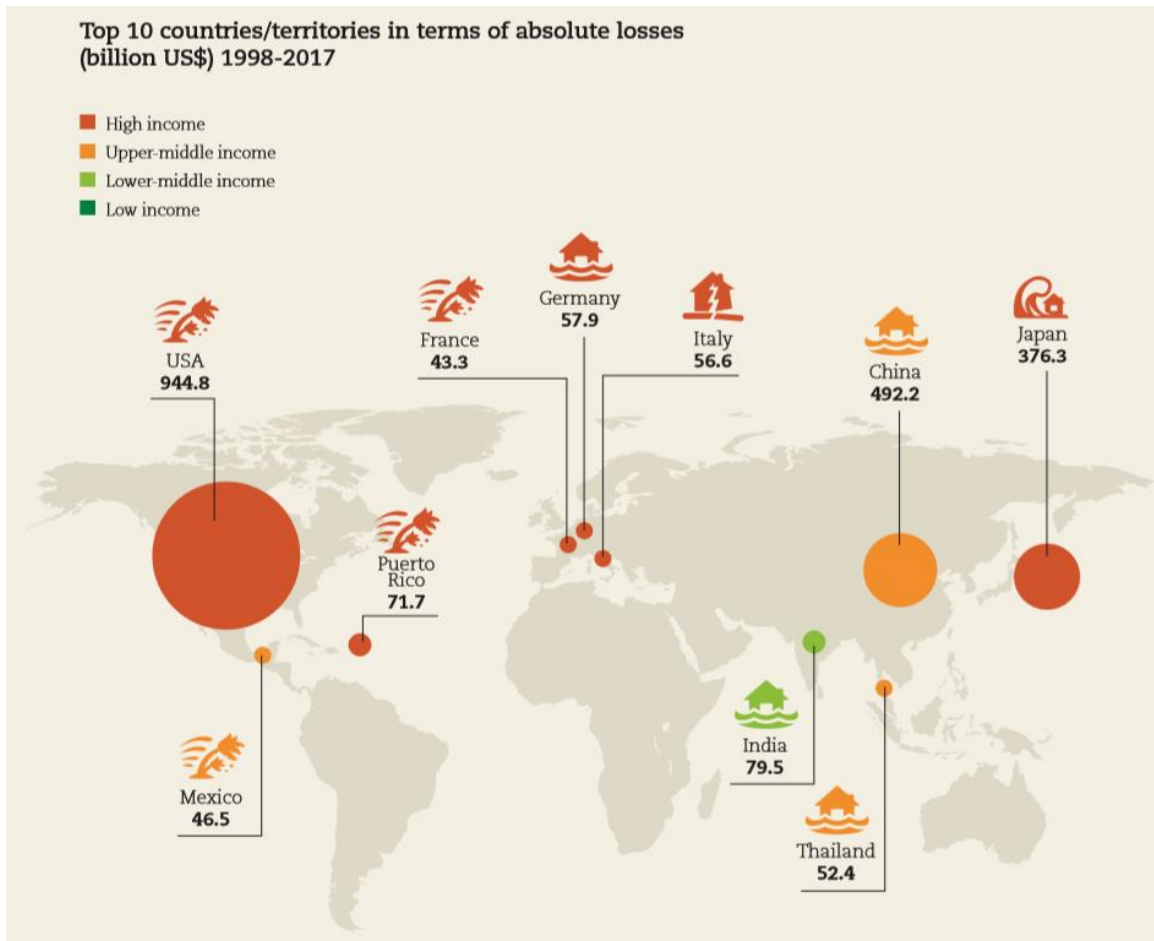 Top 10 countries/territories in terms of absolute losses
(billion US$) 1998-2017
High income
Upper-middle income
Lower-middle income
Low income
USA
944.8
France
43.3
Germany
57.9
Italy
56.6
China
492.2
Japan
376.3
Puerto
Rico
71.7
Mexico
46.5
India
79.5
Thailand
52.4